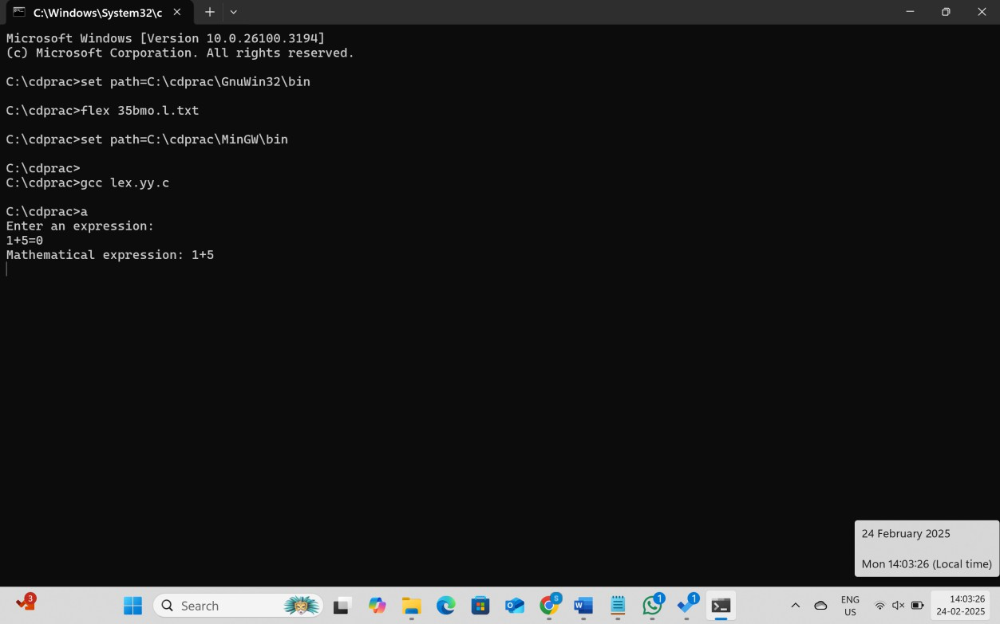 C:\Windows\System32\c
Microsoft Windows [Version 10.0.26100.3194]
(c) Microsoft Corporation. All rights reserved.
C:\cdprac>set path=C:\cdprac\GnuWin32\bin
C:\cdprac>flex 35bmo.l.txt
C:\cdprac>set path=C:\cdprac\MinGW\bin
C:\cdprac>
C:\cdprac>gcc lex.yy.c
C:\cdprac>a
Enter an expression:
1+5=0
Mathematical expression: 1+5
24 February 2025
Mon 14:03:26 (Local time)
3
Search
S
W
1
1
ENG
US
14:03:26
24-02-2025